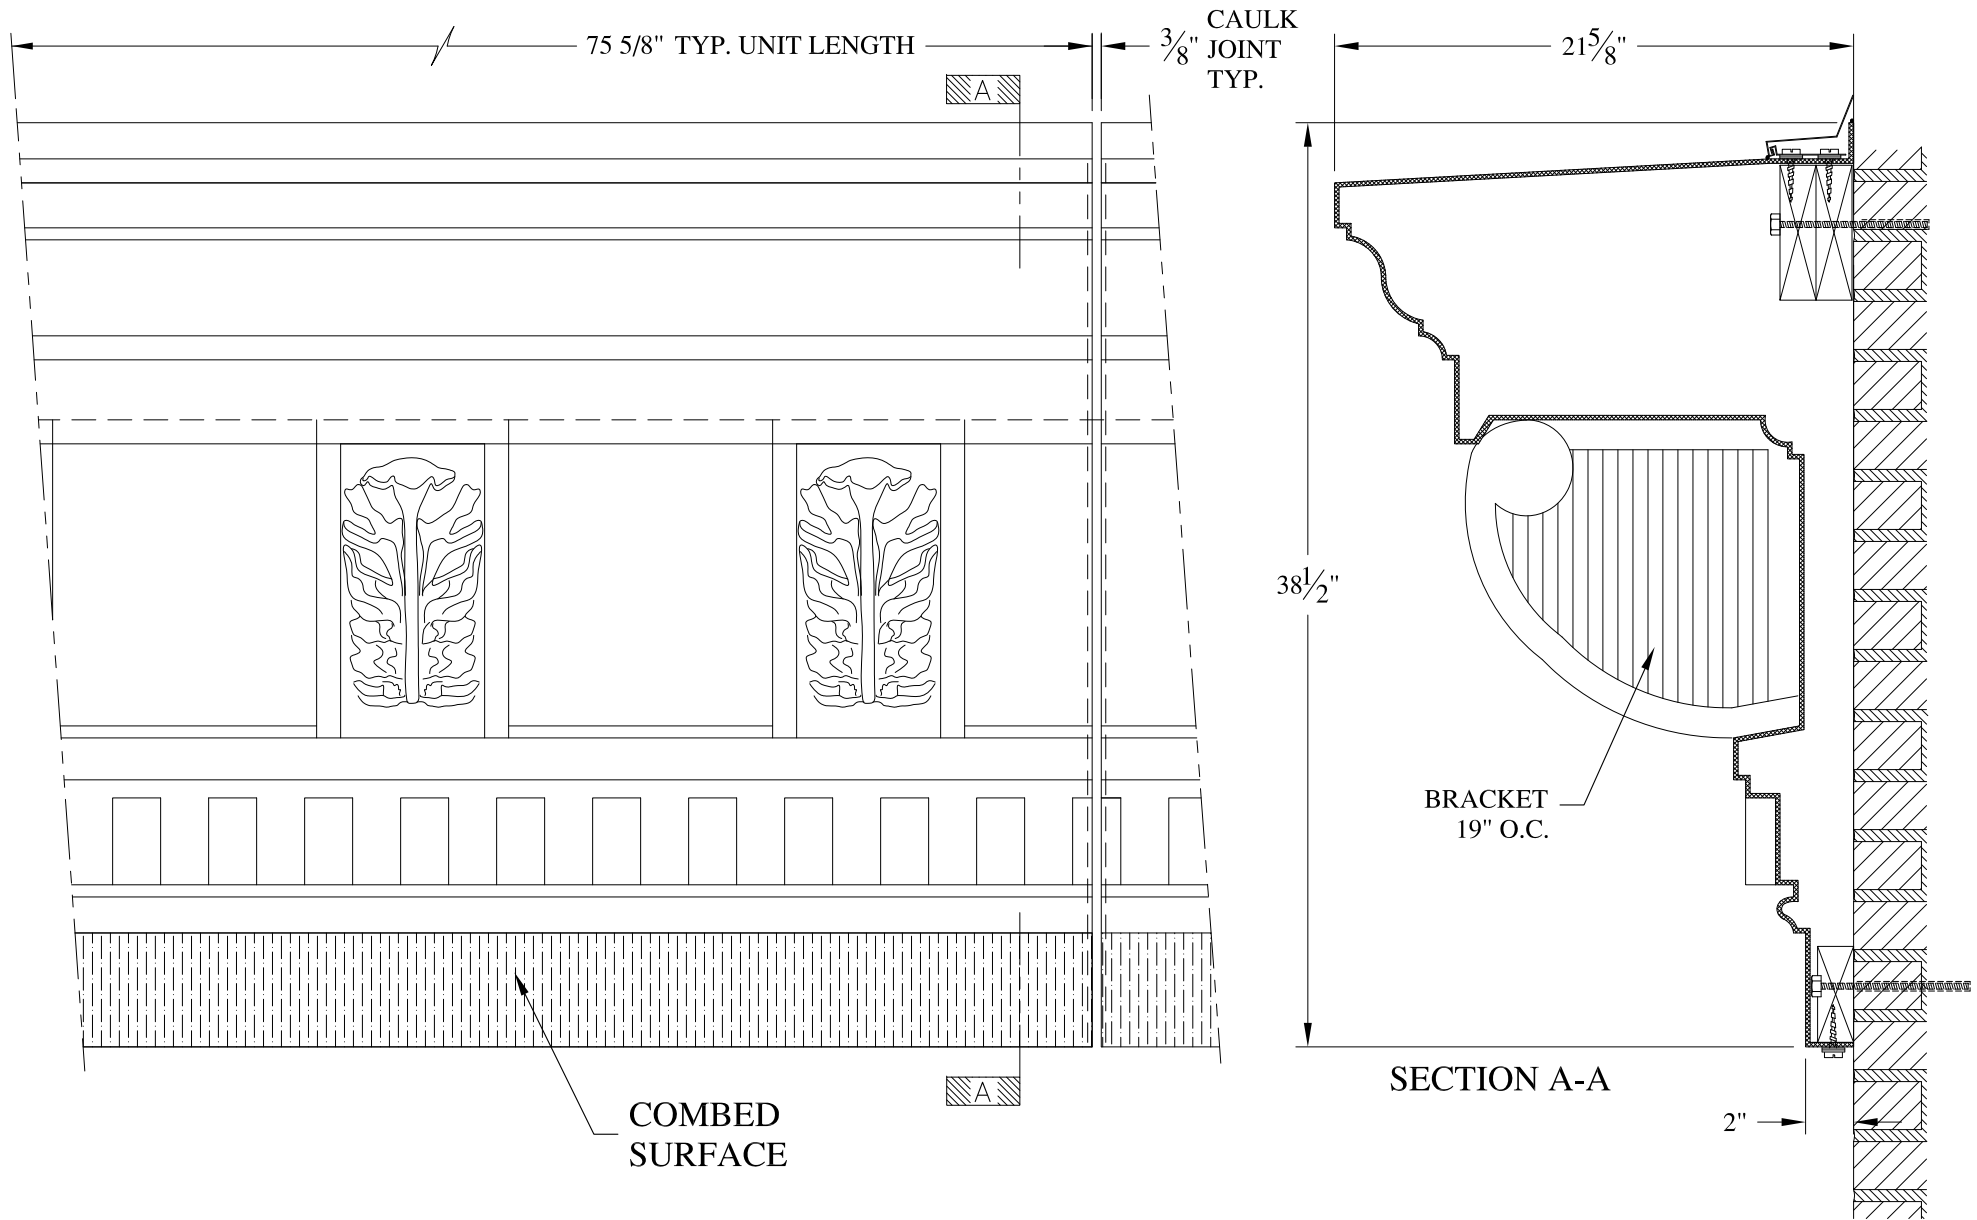 75 5/8" TYP. UNIT LENGTH
3/8" CAULK
JOINT
TYP.
21 5/8"
A
38 1/2"
BRACKET
19" O.C.
SECTION A-A
A
2"
COMBED
SURFACE